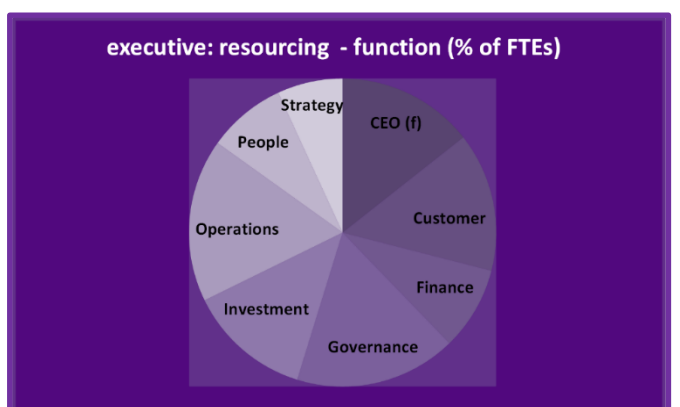 executive: resourcing - function (% of FTEs)
Strategy
CEO (f)
People
Customer
Operations
Finance
Investment
Governance